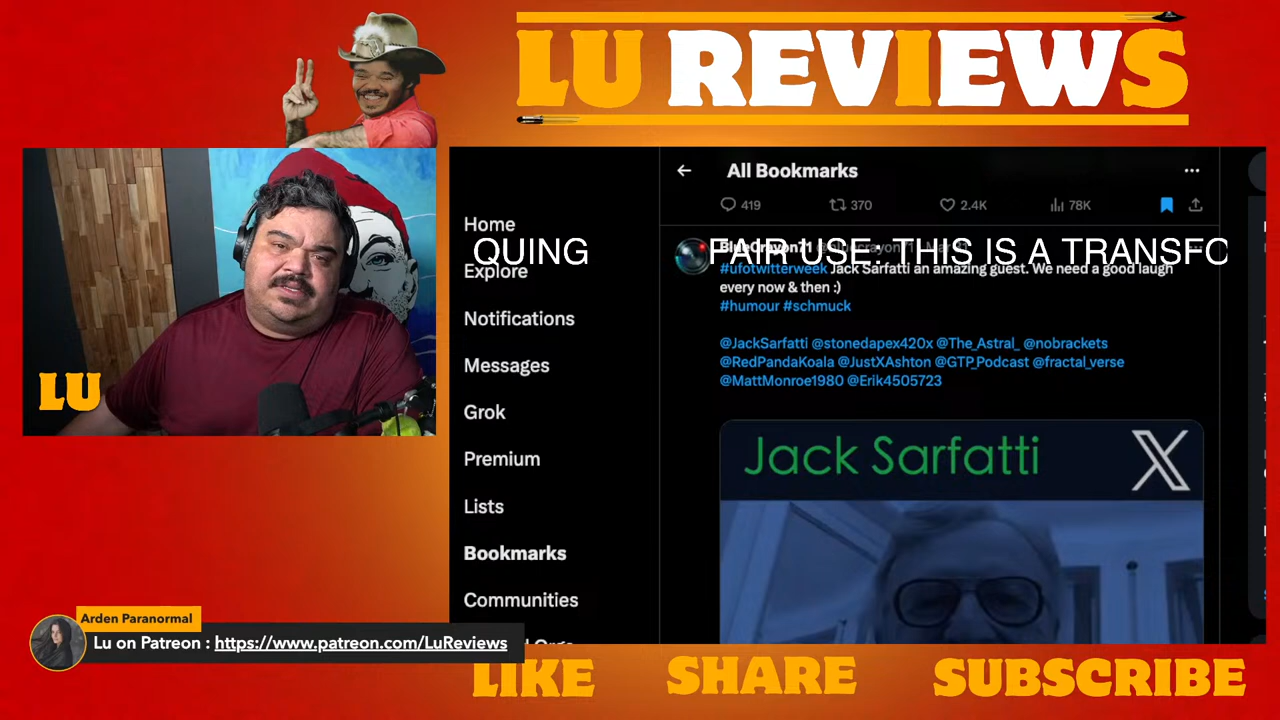 LU REVIEWS
All Bookmarks
419 370 2.4K 78K
Home
QUING FAIR USE: THIS IS A TRANSFO
BlueCrayon71
#ufotwitterweek Jack Sarfatti an amazing guest. We need a good laugh
every now & then :)
#humour #schmuck
Explore
Notifications
@JackSarfatti @stonedapex420x @The_Astral_ @nobrackets
@RedPandaKoala @JustXAshton @GTP_Podcast @fractal_verse
@MattMonroe1980 @Erik4505723
Messages
Grok
Premium
Lists
Bookmarks
Communities
Jack Sarfatti X
LU
Arden Paranormal
Lu on Patreon : https://www.patreon.com/LuReviews
LIKE SHARE SUBSCRIBE